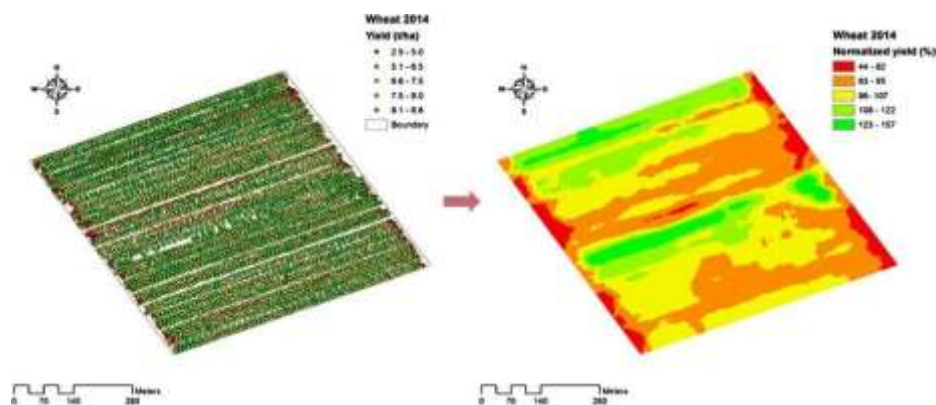 Wheat 2014
Yield (t/ha)
2.5 - 5.0
5.1 - 6.5
6.6 - 7.5
7.5 - 8.0
8.1 - 8.8
Boundary
N
W
E
S
Meters
0 70 140 280
Wheat 2014
Normalized yield (%)
44 - 82
83 - 95
96 - 107
108 - 122
123 - 157
N
W
E
S
Meters
0 70 140 280